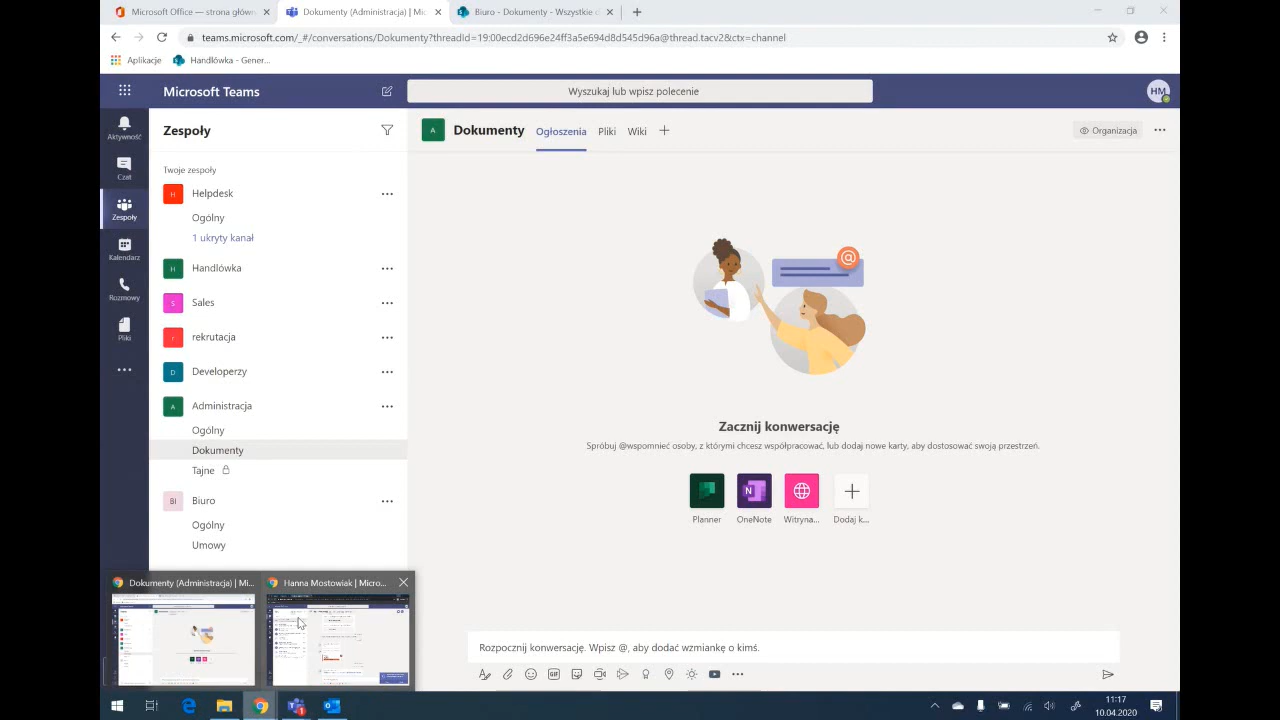 Microsoft Office — strona główn
Dokumenty (Administracja) | Mi
Biuro - Dokumenty - Wszystkie d
teams.microsoft.com/_#/conversations/Dokumenty?threadId=19:00ecd2d696e24ff3a5e694d8d545d96a@thread.tacv2&ctx=channel
Aplikacje
Handlówka - Gener...
Microsoft Teams
Wyszukaj lub wpisz polecenie
HM
Aktywność
Czat
Zespoły
Kalendarz
Rozmowy
Pliki
Zespoły
Twoje zespoły
H Helpdesk
Ogólny
1 ukryty kanał
H Handlówka
S Sales
r rekrutacja
D Developerzy
A Administracja
Ogólny
Dokumenty
Tajne
Bi Biuro
Ogólny
Umowy
A Dokumenty Ogłoszenia Pliki Wiki
Organizacja
Zacznij konwersację
Spróbuj @wspomnieć osoby, z którymi chcesz współpracować, lub dodaj nowe karty, aby dostosować swoją przestrzeń.
Planner OneNote Witryna... Dodaj k...
Dokumenty (Administracja) | Mi...
Hanna Mostowiak | Micro...
Rozpocznij konwersację. Wpisz @, aby dodać wzmiankę o kimś.
GIF
11:17
10.04.2020